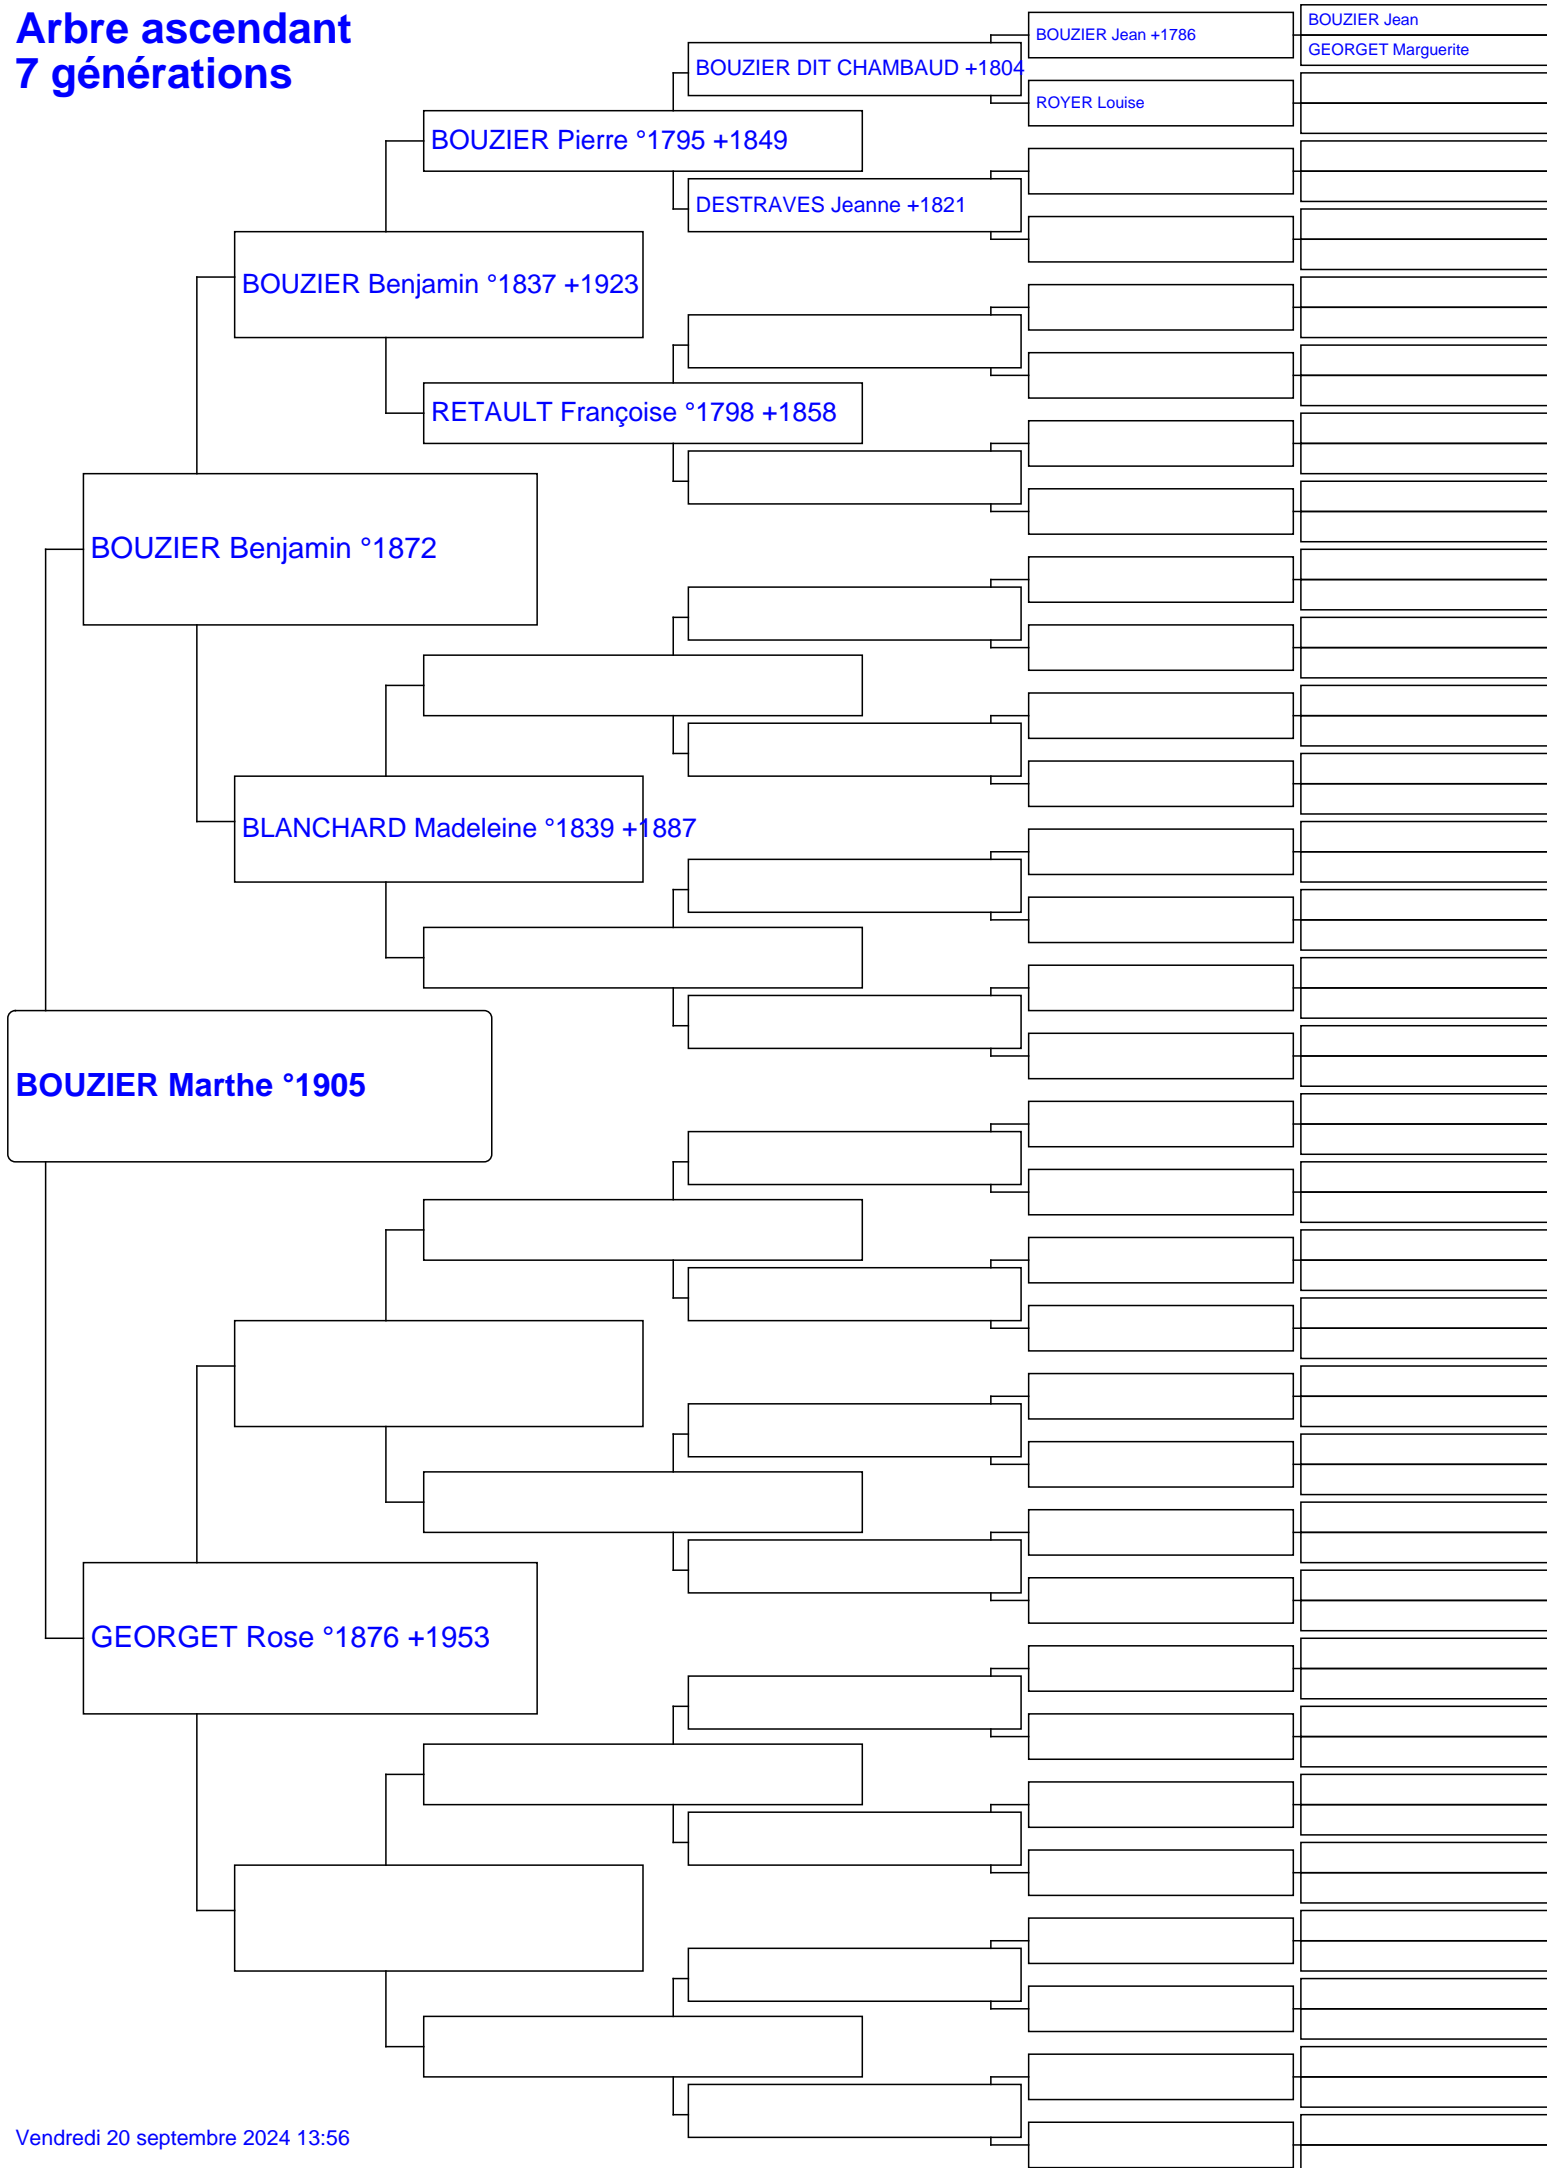 Arbre ascendant
7 générations
BOUZIER Jean
GEORGET Marguerite
BOUZIER Jean +1786
BOUZIER DIT CHAMBAUD +1804
ROYER Louise
BOUZIER Pierre °1795 +1849
DESTRAVES Jeanne +1821
BOUZIER Benjamin °1837 +1923
RETAULT Françoise °1798 +1858
BOUZIER Benjamin °1872
BLANCHARD Madeleine °1839 +1887
BOUZIER Marthe °1905
GEORGET Rose °1876 +1953
Vendredi 20 septembre 2024 13:56